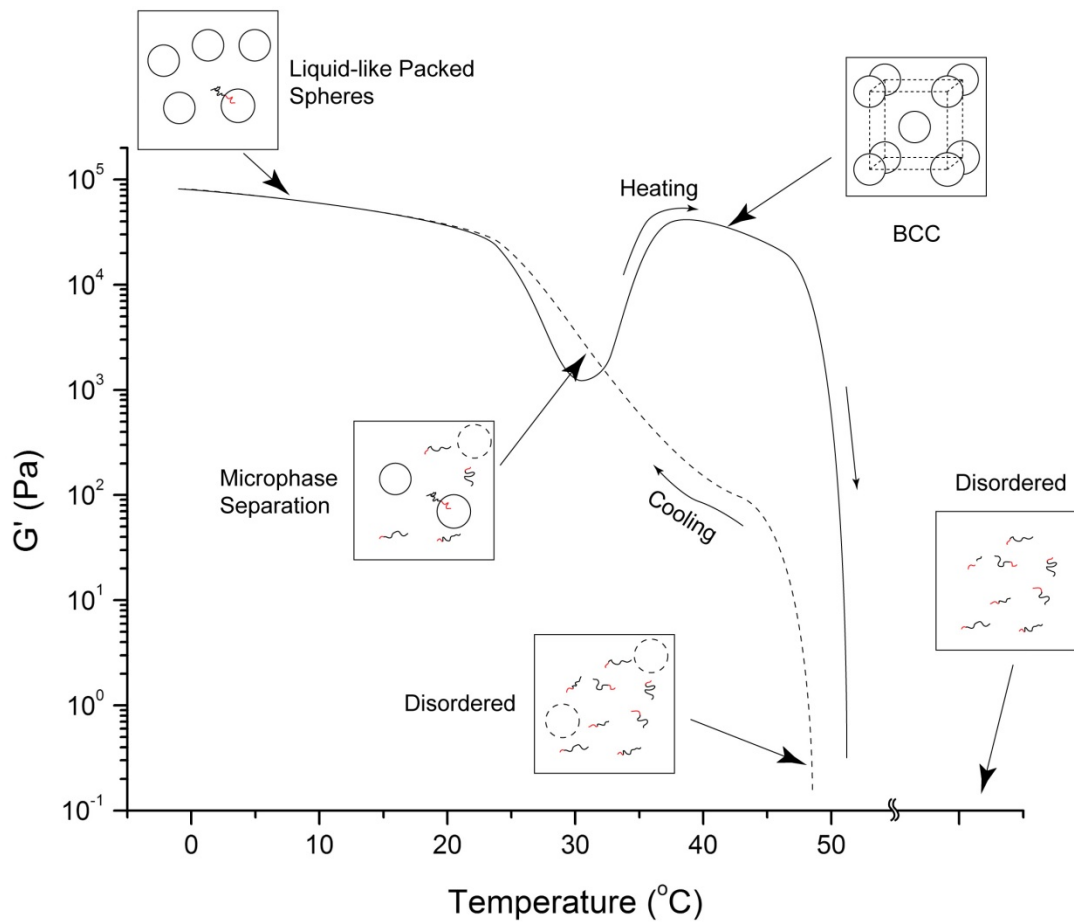 Liquid-like Packed
Spheres
Heating
BCC
Microphase
Separation
Cooling
Disordered
Disordered
G' (Pa)
10^5
10^4
10^3
10^2
10^1
10^0
10^-1
0
10
20
30
40
50
Temperature (°C)